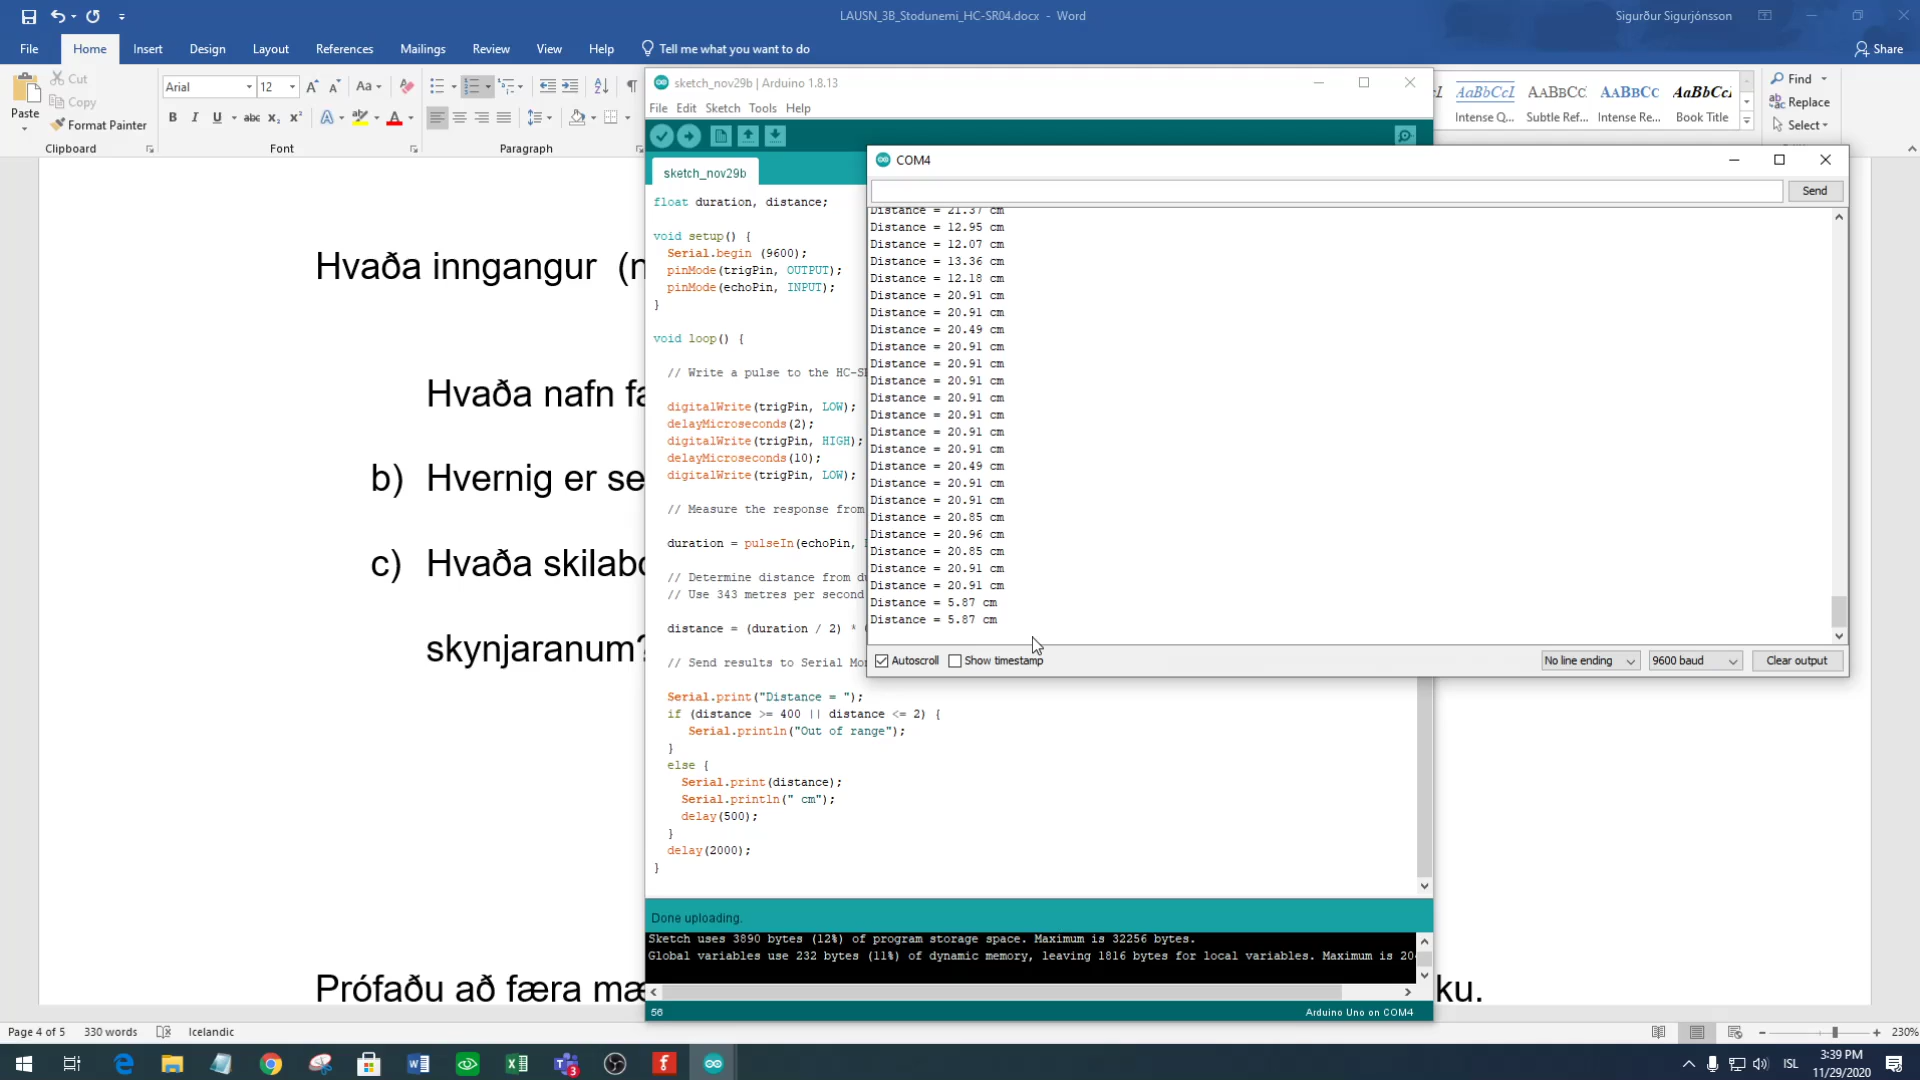 LAUSN_3B_Stodunemi_HC-SR04.docx - Word
Sigurður Sigurjónsson
File Home Insert Design Layout References Mailings Review View Help Tell me what you want to do
Share
Cut
Copy
Paste
Format Painter
Clipboard
Arial 12
Font
Paragraph
AaBbCcI AABBCC AABBCC AaBbCcI
Intense Q... Subtle Ref... Intense Re... Book Title
Find
Replace
Select
sketch_nov29b | Arduino 1.8.13
File Edit Sketch Tools Help
sketch_nov29b
float duration, distance;
void setup() {
Serial.begin (9600);
pinMode(trigPin, OUTPUT);
pinMode(echoPin, INPUT);
}
void loop() {
// Write a pulse to the HC-S
digitalWrite(trigPin, LOW);
delayMicroseconds(2);
digitalWrite(trigPin, HIGH);
delayMicroseconds(10);
digitalWrite(trigPin, LOW);
// Measure the response from
duration = pulseIn(echoPin,
// Determine distance from d
// Use 343 metres per second
distance = (duration / 2) *
// Send results to Serial Mo
Serial.print("Distance = ");
if (distance >= 400 || distance <= 2) {
Serial.println("Out of range");
}
else {
Serial.print(distance);
Serial.println(" cm");
delay(500);
}
delay(2000);
}
Done uploading.
Sketch uses 3890 bytes (12%) of program storage space. Maximum is 32256 bytes.
Global variables use 232 bytes (11%) of dynamic memory, leaving 1816 bytes for local variables. Maximum is 20
56
Arduino Uno on COM4
COM4
Send
Distance = 21.37 cm
Distance = 12.95 cm
Distance = 12.07 cm
Distance = 13.36 cm
Distance = 12.18 cm
Distance = 20.91 cm
Distance = 20.91 cm
Distance = 20.49 cm
Distance = 20.91 cm
Distance = 20.91 cm
Distance = 20.91 cm
Distance = 20.91 cm
Distance = 20.91 cm
Distance = 20.91 cm
Distance = 20.91 cm
Distance = 20.49 cm
Distance = 20.91 cm
Distance = 20.91 cm
Distance = 20.85 cm
Distance = 20.96 cm
Distance = 20.85 cm
Distance = 20.91 cm
Distance = 20.91 cm
Distance = 5.87 cm
Distance = 5.87 cm
Autoscroll Show timestamp
No line ending
9600 baud
Clear output
Hvaða inngangur (n
Hvaða nafn fæ
b) Hvernig er se
c) Hvaða skilabo
skynjaranum?
Prófaðu að færa mæ
ku.
Page 4 of 5 330 words Icelandic
230%
3
ISL
3:39 PM
11/29/2020